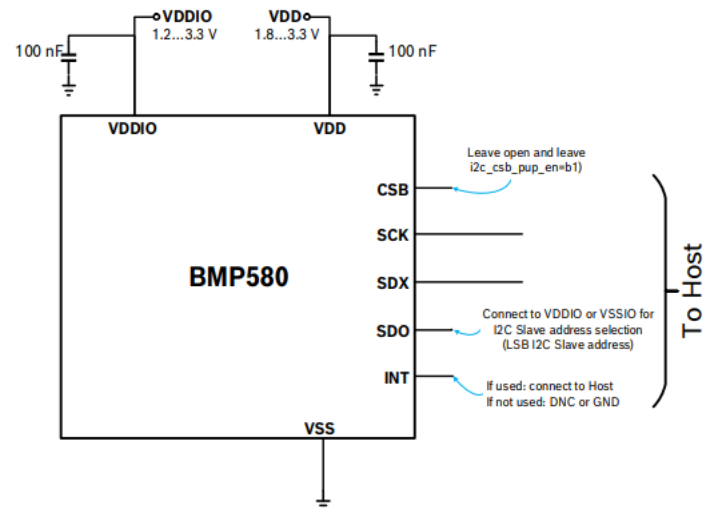 VDDIO
1.2...3.3 V
VDD
1.8...3.3 V
100 nF
100 nF
VDDIO
VDD
Leave open and leave
i2c_csb_pup_en=b1)
CSB
SCK
BMP580
SDX
To Host
Connect to VDDIO or VSSIO for
I2C Slave address selection
(LSB I2C Slave address)
SDO
INT
If used: connect to Host
If not used: DNC or GND
VSS